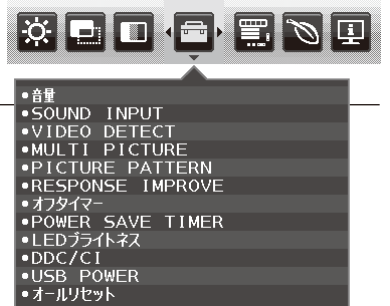 •音量
•SOUND INPUT
•VIDEO DETECT
•MULTI PICTURE
•PICTURE PATTERN
•RESPONSE IMPROVE
•オフタイマー
•POWER SAVE TIMER
•LEDブライトネス
•DDC/CI
•USB POWER
•オールリセット